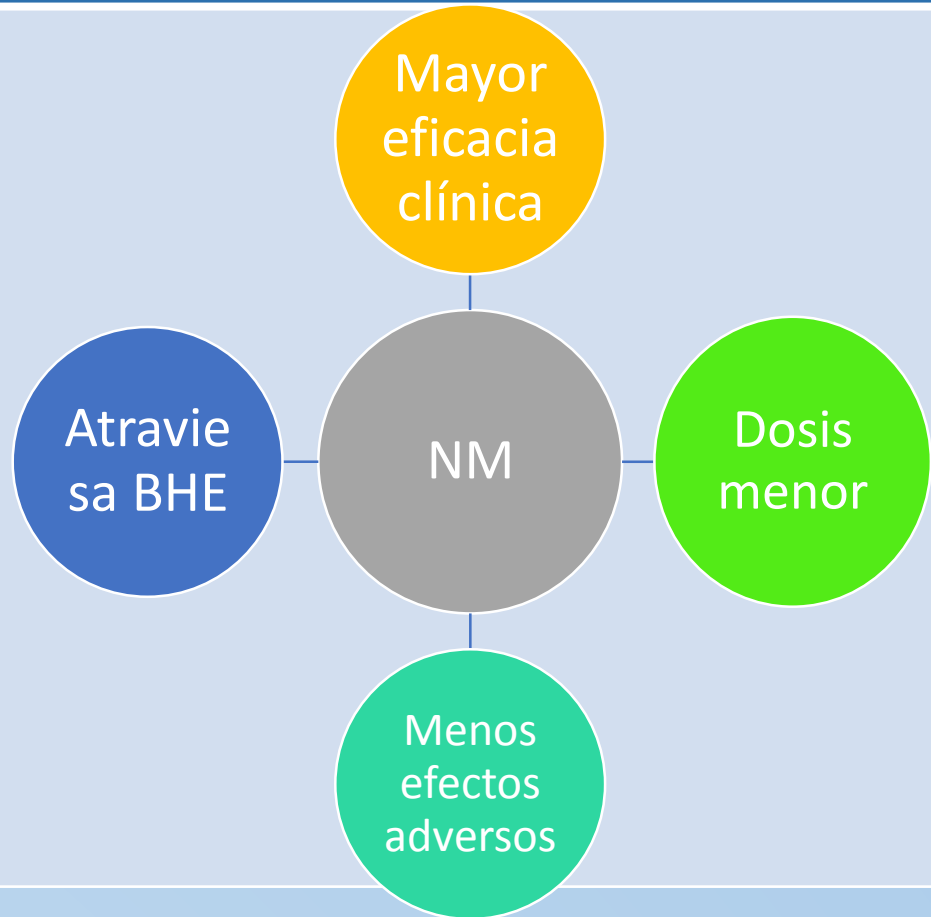 Mayor
eficacia
clínica
Atravie
sa BHE
NM
Dosis
menor
Menos
efectos
adversos